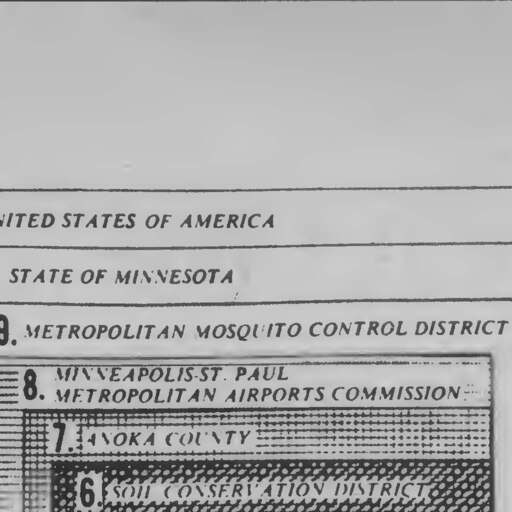 UNITED STATES OF AMERICA
STATE OF MINNESOTA
9. METROPOLITAN MOSQUITO CONTROL DISTRICT
8. MINNEAPOLIS-ST. PAUL
METROPOLITAN AIRPORTS COMMISSION
7. ANOKA COUNTY
6. SOIL CONSERVATION DISTRICT